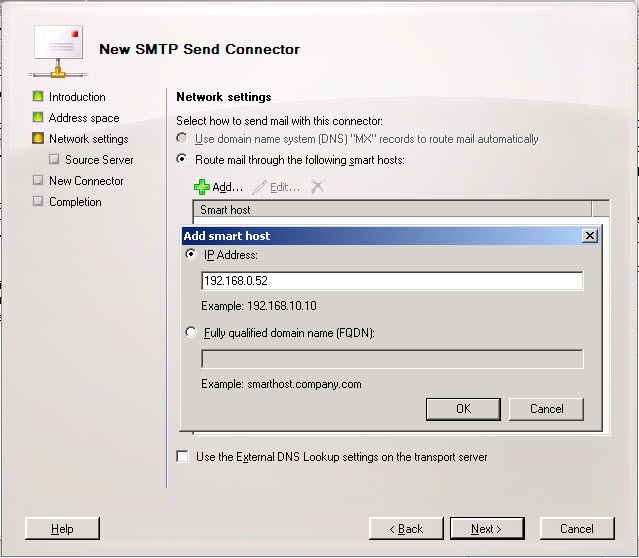 New SMTP Send Connector
Introduction
Address space
Network settings
Source Server
New Connector
Completion
Network settings
Select how to send mail with this connector:
Use domain name system (DNS) "MX" records to route mail automatically
Route mail through the following smart hosts:
Add... Edit...
Smart host
Add smart host
IP Address:
192.168.0.52
Example: 192.168.10.10
Fully qualified domain name (FQDN):
Example: smarthost.company.com
OK Cancel
Use the External DNS Lookup settings on the transport server
Help < Back Next > Cancel